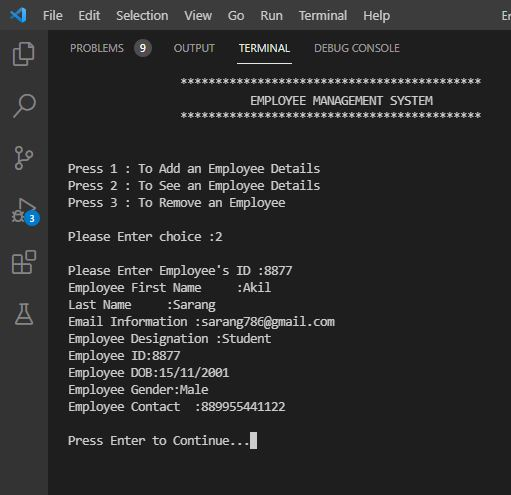 File Edit Selection View Go Run Terminal Help
PROBLEMS 9 OUTPUT TERMINAL DEBUG CONSOLE
*******************************************
EMPLOYEE MANAGEMENT SYSTEM
*******************************************
Press 1 : To Add an Employee Details
Press 2 : To See an Employee Details
Press 3 : To Remove an Employee
Please Enter choice :2
Please Enter Employee's ID :8877
Employee First Name     :Akil
Last Name     :Sarang
Email Information :sarang786@gmail.com
Employee Designation :Student
Employee ID:8877
Employee DOB:15/11/2001
Employee Gender:Male
Employee Contact  :889955441122
Press Enter to Continue...
3